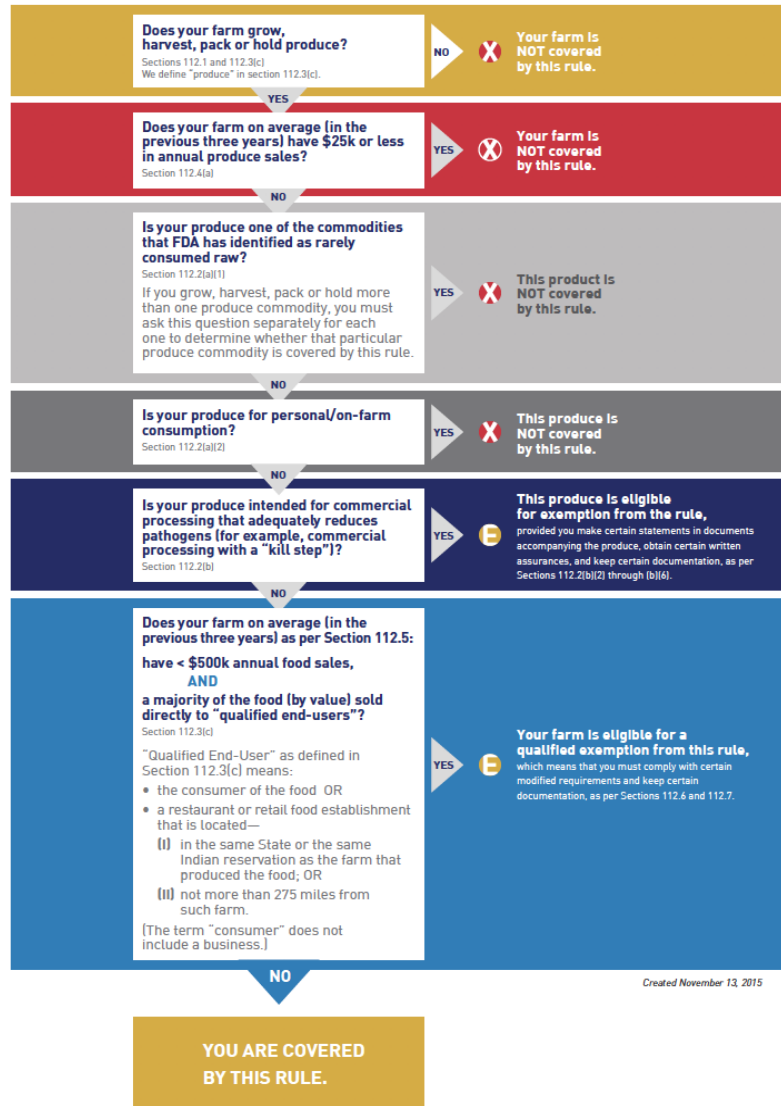 Does your farm grow,
harvest, pack or hold produce?
Sections 112.1 and 112.3(c)
We define "produce" in section 112.3(c).
NO
X
Your farm is
NOT covered
by this rule.
YES
Does your farm on average (in the
previous three years) have $25k or less
in annual produce sales?
Section 112.4(a)
YES
X
Your farm is
NOT covered
by this rule.
NO
Is your produce one of the commodities
that FDA has identified as rarely
consumed raw?
Section 112.2(a)(1)
If you grow, harvest, pack or hold more
than one produce commodity, you must
ask this question separately for each
one to determine whether that particular
produce commodity is covered by this rule.
YES
X
This product is
NOT covered
by this rule.
NO
Is your produce for personal/on-farm
consumption?
Section 112.2(a)(2)
YES
X
This produce is
NOT covered
by this rule.
NO
Is your produce intended for commercial
processing that adequately reduces
pathogens (for example, commercial
processing with a "kill step")?
Section 112.2(b)
YES
E
This produce is eligible
for exemption from the rule,
provided you make certain statements in documents
accompanying the produce, obtain certain written
assurances, and keep certain documentation, as per
Sections 112.2(b)(2) through (b)(6).
NO
Does your farm on average (in the
previous three years) as per Section 112.5:
have < $500k annual food sales,
AND
a majority of the food (by value) sold
directly to "qualified end-users"?
Section 112.3(c)
"Qualified End-User" as defined in
Section 112.3(c) means:
• the consumer of the food OR
• a restaurant or retail food establishment
that is located—
(I) in the same State or the same
Indian reservation as the farm that
produced the food; OR
(II) not more than 275 miles from
such farm.
(The term "consumer" does not
include a business.)
YES
E
Your farm is eligible for a
qualified exemption from this rule,
which means that you must comply with certain
modified requirements and keep certain
documentation, as per Sections 112.6 and 112.7.
NO
Created November 13, 2015
YOU ARE COVERED
BY THIS RULE.